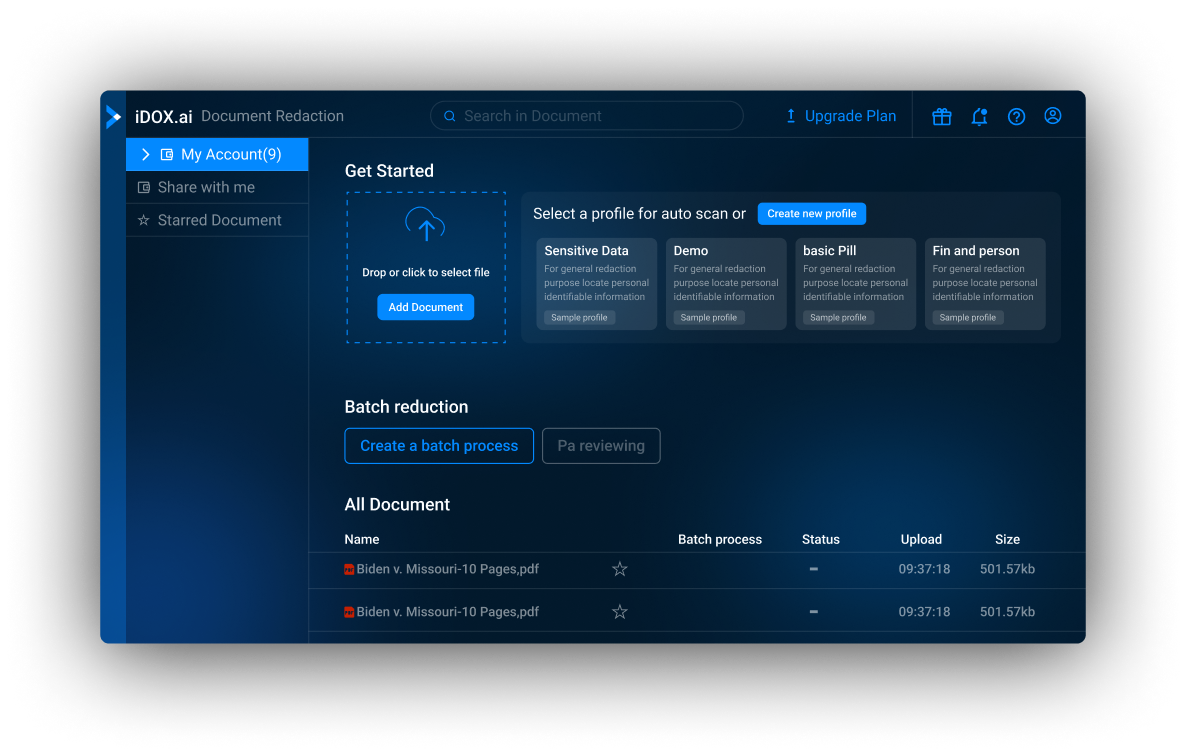 iDOX.ai Document Redaction
Search in Document
Upgrade Plan
My Account(9)
Share with me
Starred Document
Get Started
Drop or click to select file
Add Document
Select a profile for auto scan or
Create new profile
Sensitive Data
For general redaction
purpose locate personal
identifiable information
Sample profile
Demo
For general redaction
purpose locate personal
identifiable information
Sample profile
basic Pill
For general redaction
purpose locate personal
identifiable information
Sample profile
Fin and person
For general redaction
purpose locate personal
identifiable information
Sample profile
Batch reduction
Create a batch process
Pa reviewing
All Document
Name Batch process Status Upload Size
Biden v. Missouri-10 Pages,pdf - 09:37:18 501.57kb
Biden v. Missouri-10 Pages,pdf - 09:37:18 501.57kb